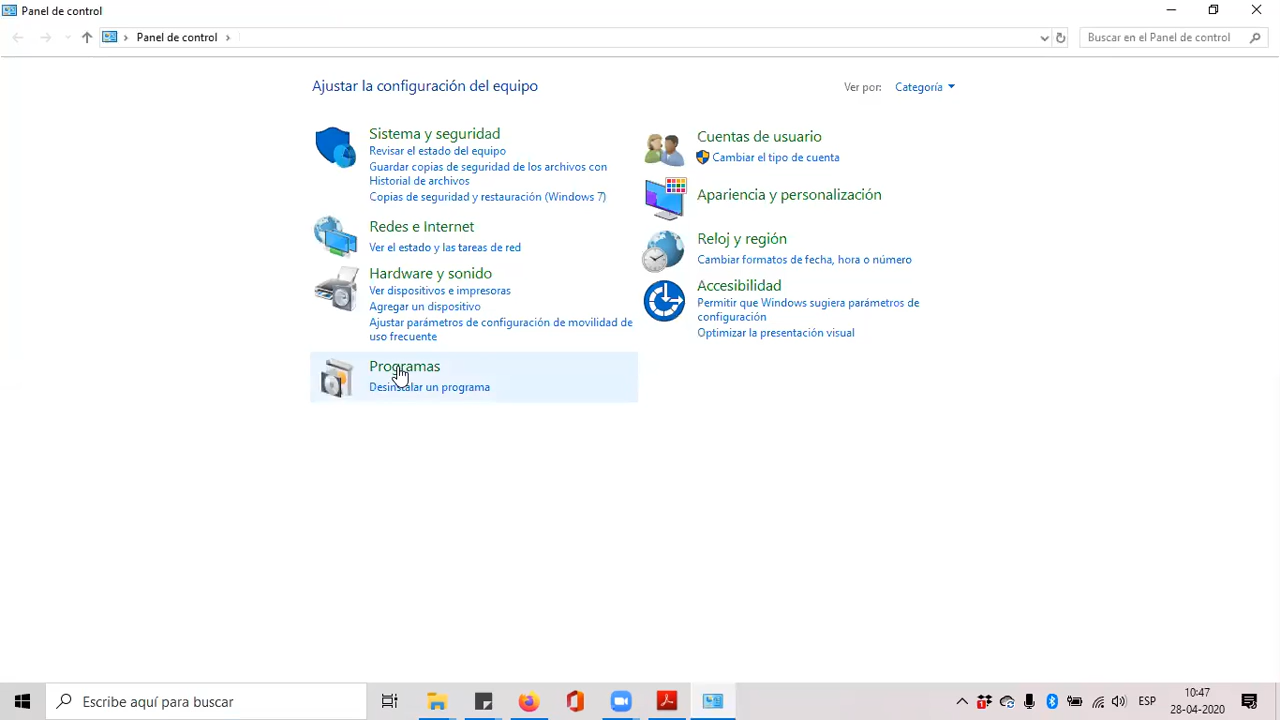 Panel de control
Panel de control
Buscar en el Panel de control
Ajustar la configuración del equipo
Ver por:
Categoría
Sistema y seguridad
Revisar el estado del equipo
Guardar copias de seguridad de los archivos con
Historial de archivos
Copias de seguridad y restauración (Windows 7)
Redes e Internet
Ver el estado y las tareas de red
Hardware y sonido
Ver dispositivos e impresoras
Agregar un dispositivo
Ajustar parámetros de configuración de movilidad de
uso frecuente
Programas
Desinstalar un programa
Cuentas de usuario
Cambiar el tipo de cuenta
Apariencia y personalización
Reloj y región
Cambiar formatos de fecha, hora o número
Accesibilidad
Permitir que Windows sugiera parámetros de
configuración
Optimizar la presentación visual
Escribe aquí para buscar
ESP
10:47
28-04-2020